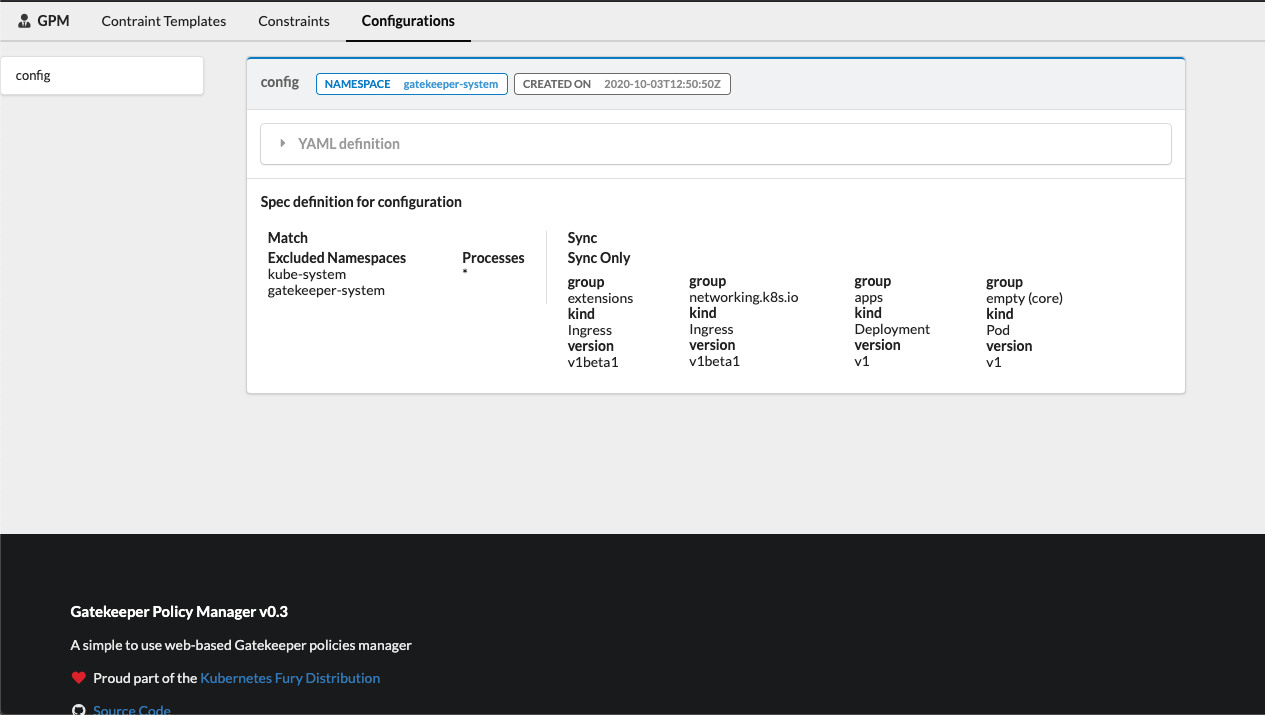 GPM Contraint Templates Constraints Configurations
config
config NAMESPACE gatekeeper-system CREATED ON 2020-10-03T12:50:50Z
YAML definition
Spec definition for configuration
Match
Excluded Namespaces Processes
kube-system *
gatekeeper-system
Sync
Sync Only
group
extensions
kind
Ingress
version
v1beta1
group
networking.k8s.io
kind
Ingress
version
v1beta1
group
apps
kind
Deployment
version
v1
group
empty (core)
kind
Pod
version
v1
Gatekeeper Policy Manager v0.3
A simple to use web-based Gatekeeper policies manager
Proud part of the Kubernetes Fury Distribution
Source Code